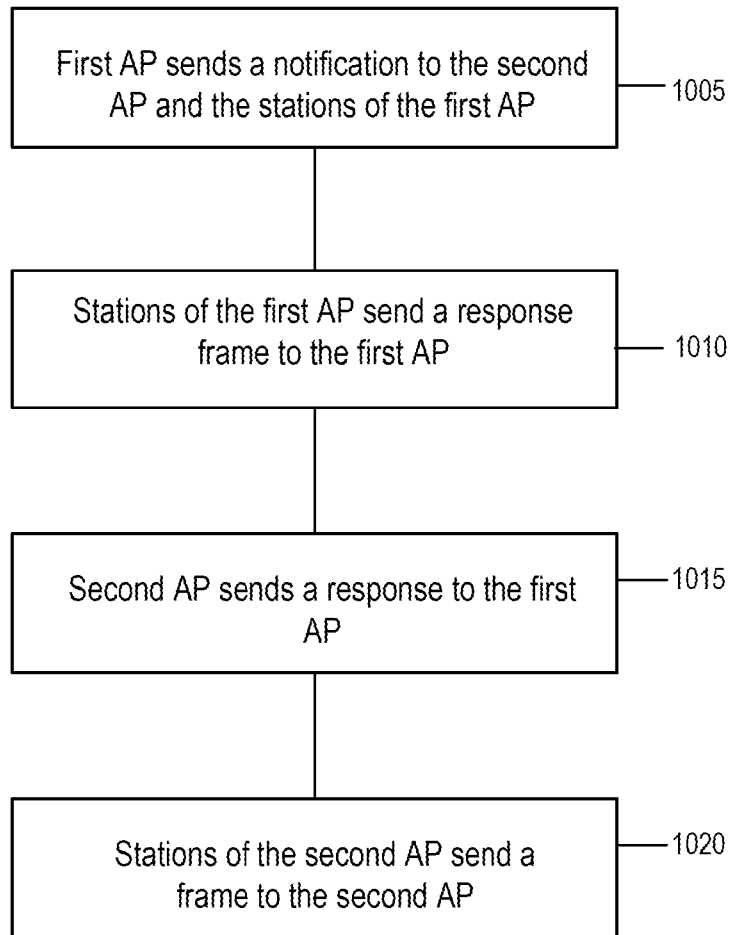 First AP sends a notification to the second
AP and the stations of the first AP
1005
Stations of the first AP send a response
frame to the first AP
1010
Second AP sends a response to the first
AP
1015
Stations of the second AP send a
frame to the second AP
1020